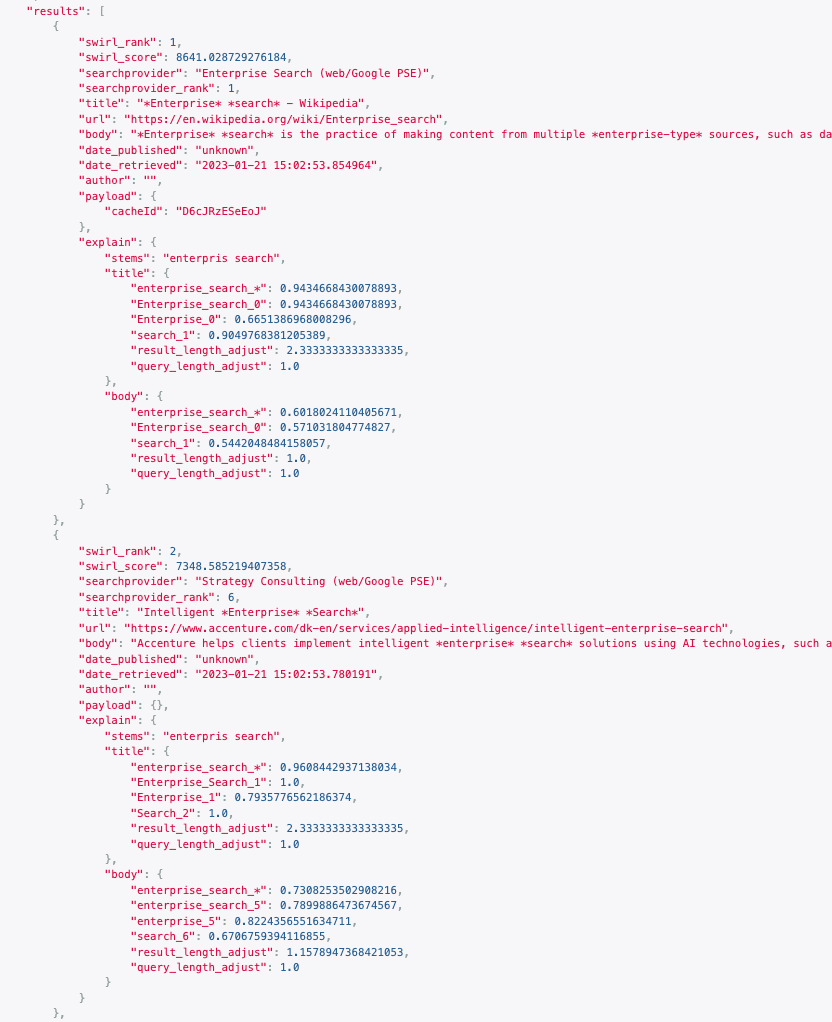 "results": [
{
"swirl_rank": 1,
"swirl_score": 8641.028729276184,
"searchprovider": "Enterprise Search (web/Google PSE)",
"searchprovider_rank": 1,
"title": "*Enterprise* *search* - Wikipedia",
"url": "https://en.wikipedia.org/wiki/Enterprise_search",
"body": "*Enterprise* *search* is the practice of making content from multiple *enterprise-type* sources, such as da
"date_published": "unknown",
"date_retrieved": "2023-01-21 15:02:53.854964",
"author": "",
"payload": {
"cacheId": "D6cJRzESeEoJ"
},
"explain": {
"stems": "enterpris search",
"title": {
"enterprise_search_*": 0.9434668430078893,
"Enterprise_search_0": 0.9434668430078893,
"Enterprise_0": 0.6651386968008296,
"search_1": 0.9049768381205389,
"result_length_adjust": 2.3333333333333335,
"query_length_adjust": 1.0
},
"body": {
"enterprise_search_*": 0.6018024110405671,
"Enterprise_search_0": 0.571031804774827,
"search_1": 0.5442048484158057,
"result_length_adjust": 1.0,
"query_length_adjust": 1.0
}
}
},
{
"swirl_rank": 2,
"swirl_score": 7348.585219407358,
"searchprovider": "Strategy Consulting (web/Google PSE)",
"searchprovider_rank": 6,
"title": "Intelligent *Enterprise* *Search*",
"url": "https://www.accenture.com/dk-en/services/applied-intelligence/intelligent-enterprise-search",
"body": "Accenture helps clients implement intelligent *enterprise* *search* solutions using AI technologies, such a
"date_published": "unknown",
"date_retrieved": "2023-01-21 15:02:53.780191",
"author": "",
"payload": {},
"explain": {
"stems": "enterpris search",
"title": {
"enterprise_search_*": 0.9608442937138034,
"Enterprise_Search_1": 1.0,
"Enterprise_1": 0.7935776562186374,
"Search_2": 1.0,
"result_length_adjust": 2.3333333333333335,
"query_length_adjust": 1.0
},
"body": {
"enterprise_search_*": 0.7308253502908216,
"enterprise_search_5": 0.7899886473674567,
"enterprise_5": 0.8224356551634711,
"search_6": 0.6706759394116855,
"result_length_adjust": 1.1578947368421053,
"query_length_adjust": 1.0
}
}
},